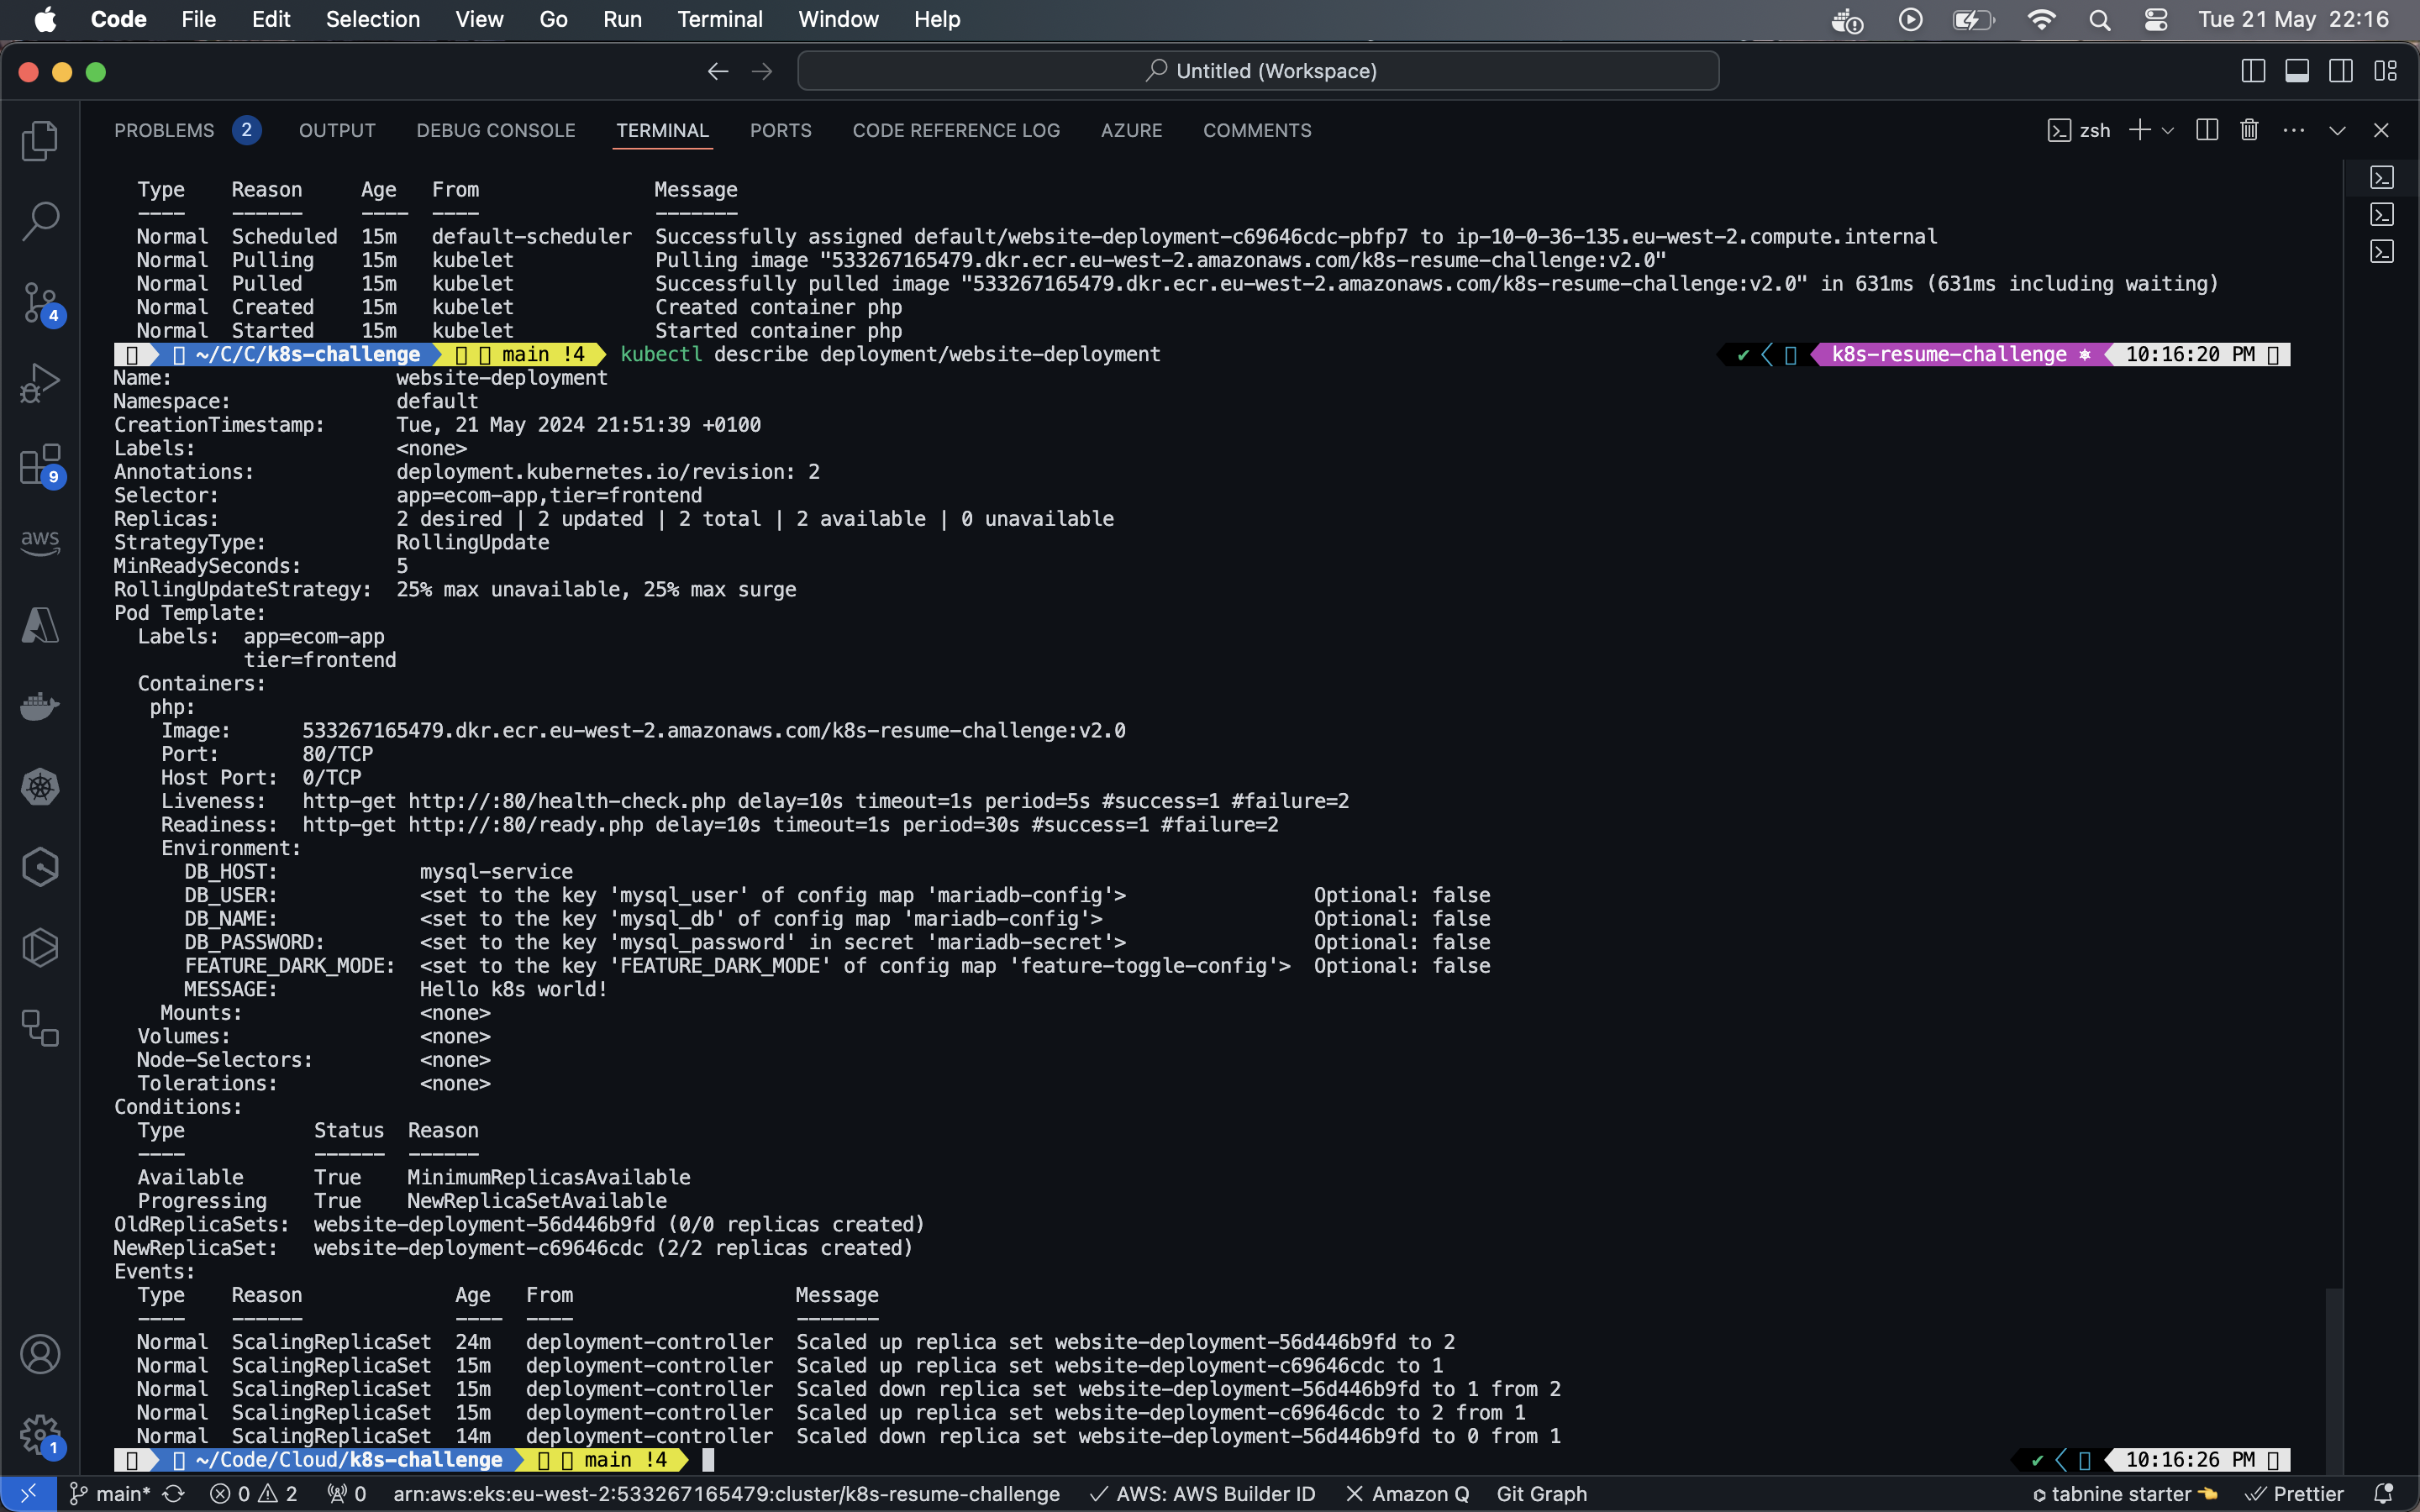 Code File Edit Selection View Go Run Terminal Window Help Tue 21 May 22:16
Untitled (Workspace)
PROBLEMS 2 OUTPUT DEBUG CONSOLE TERMINAL PORTS CODE REFERENCE LOG AZURE COMMENTS zsh
Type Reason Age From Message
---- ------ ---- ---- -------
Normal Scheduled 15m default-scheduler Successfully assigned default/website-deployment-c69646cdc-pbfp7 to ip-10-0-36-135.eu-west-2.compute.internal
Normal Pulling 15m kubelet Pulling image "533267165479.dkr.ecr.eu-west-2.amazonaws.com/k8s-resume-challenge:v2.0"
Normal Pulled 15m kubelet Successfully pulled image "533267165479.dkr.ecr.eu-west-2.amazonaws.com/k8s-resume-challenge:v2.0" in 631ms (631ms including waiting)
Normal Created 15m kubelet Created container php
Normal Started 15m kubelet Started container php
~/C/C/k8s-challenge main !4 kubectl describe deployment/website-deployment ✔ k8s-resume-challenge ⎈ 10:16:20 PM
Name: website-deployment
Namespace: default
CreationTimestamp: Tue, 21 May 2024 21:51:39 +0100
Labels: <none>
Annotations: deployment.kubernetes.io/revision: 2
Selector: app=ecom-app,tier=frontend
Replicas: 2 desired | 2 updated | 2 total | 2 available | 0 unavailable
StrategyType: RollingUpdate
MinReadySeconds: 5
RollingUpdateStrategy: 25% max unavailable, 25% max surge
Pod Template:
Labels: app=ecom-app
tier=frontend
Containers:
php:
Image: 533267165479.dkr.ecr.eu-west-2.amazonaws.com/k8s-resume-challenge:v2.0
Port: 80/TCP
Host Port: 0/TCP
Liveness: http-get http://:80/health-check.php delay=10s timeout=1s period=5s #success=1 #failure=2
Readiness: http-get http://:80/ready.php delay=10s timeout=1s period=30s #success=1 #failure=2
Environment:
DB_HOST: mysql-service
DB_USER: <set to the key 'mysql_user' of config map 'mariadb-config'> Optional: false
DB_NAME: <set to the key 'mysql_db' of config map 'mariadb-config'> Optional: false
DB_PASSWORD: <set to the key 'mysql_password' in secret 'mariadb-secret'> Optional: false
FEATURE_DARK_MODE: <set to the key 'FEATURE_DARK_MODE' of config map 'feature-toggle-config'> Optional: false
MESSAGE: Hello k8s world!
Mounts: <none>
Volumes: <none>
Node-Selectors: <none>
Tolerations: <none>
Conditions:
Type Status Reason
---- ------ ------
Available True MinimumReplicasAvailable
Progressing True NewReplicaSetAvailable
OldReplicaSets: website-deployment-56d446b9fd (0/0 replicas created)
NewReplicaSet: website-deployment-c69646cdc (2/2 replicas created)
Events:
Type Reason Age From Message
---- ------ ---- ---- -------
Normal ScalingReplicaSet 24m deployment-controller Scaled up replica set website-deployment-56d446b9fd to 2
Normal ScalingReplicaSet 15m deployment-controller Scaled up replica set website-deployment-c69646cdc to 1
Normal ScalingReplicaSet 15m deployment-controller Scaled down replica set website-deployment-56d446b9fd to 1 from 2
Normal ScalingReplicaSet 15m deployment-controller Scaled up replica set website-deployment-c69646cdc to 2 from 1
Normal ScalingReplicaSet 14m deployment-controller Scaled down replica set website-deployment-56d446b9fd to 0 from 1
~/Code/Cloud/k8s-challenge main !4 ✔ 10:16:26 PM
4
9
aws
1
main* 0 2 0 arn:aws:eks:eu-west-2:533267165479:cluster/k8s-resume-challenge AWS: AWS Builder ID Amazon Q Git Graph tabnine starter 👈 Prettier